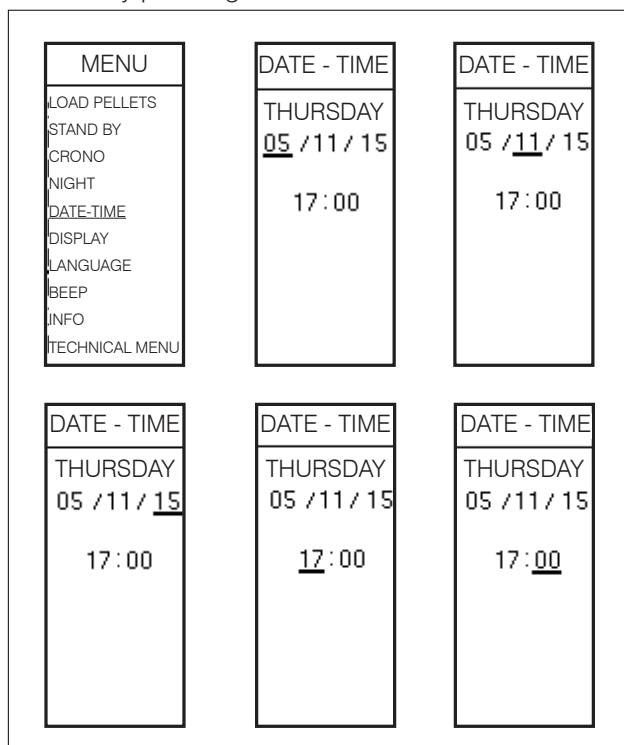 MENU
LOAD PELLETS
STAND BY
CRONO
NIGHT
DATE-TIME
DISPLAY
LANGUAGE
BEEP
INFO
TECHNICAL MENU
DATE - TIME
THURSDAY
05 / 11 / 15
17:00
DATE - TIME
THURSDAY
05 / 11 / 15
17:00
DATE - TIME
THURSDAY
05 / 11 / 15
17:00
DATE - TIME
THURSDAY
05 / 11 / 15
17:00
DATE - TIME
THURSDAY
05 / 11 / 15
17:00